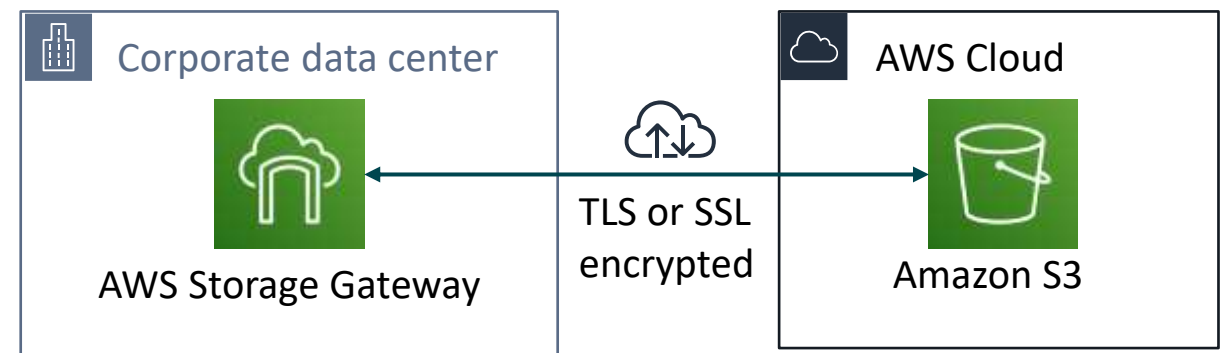 Corporate data center
AWS Cloud
TLS or SSL
encrypted
AWS Storage Gateway
Amazon S3